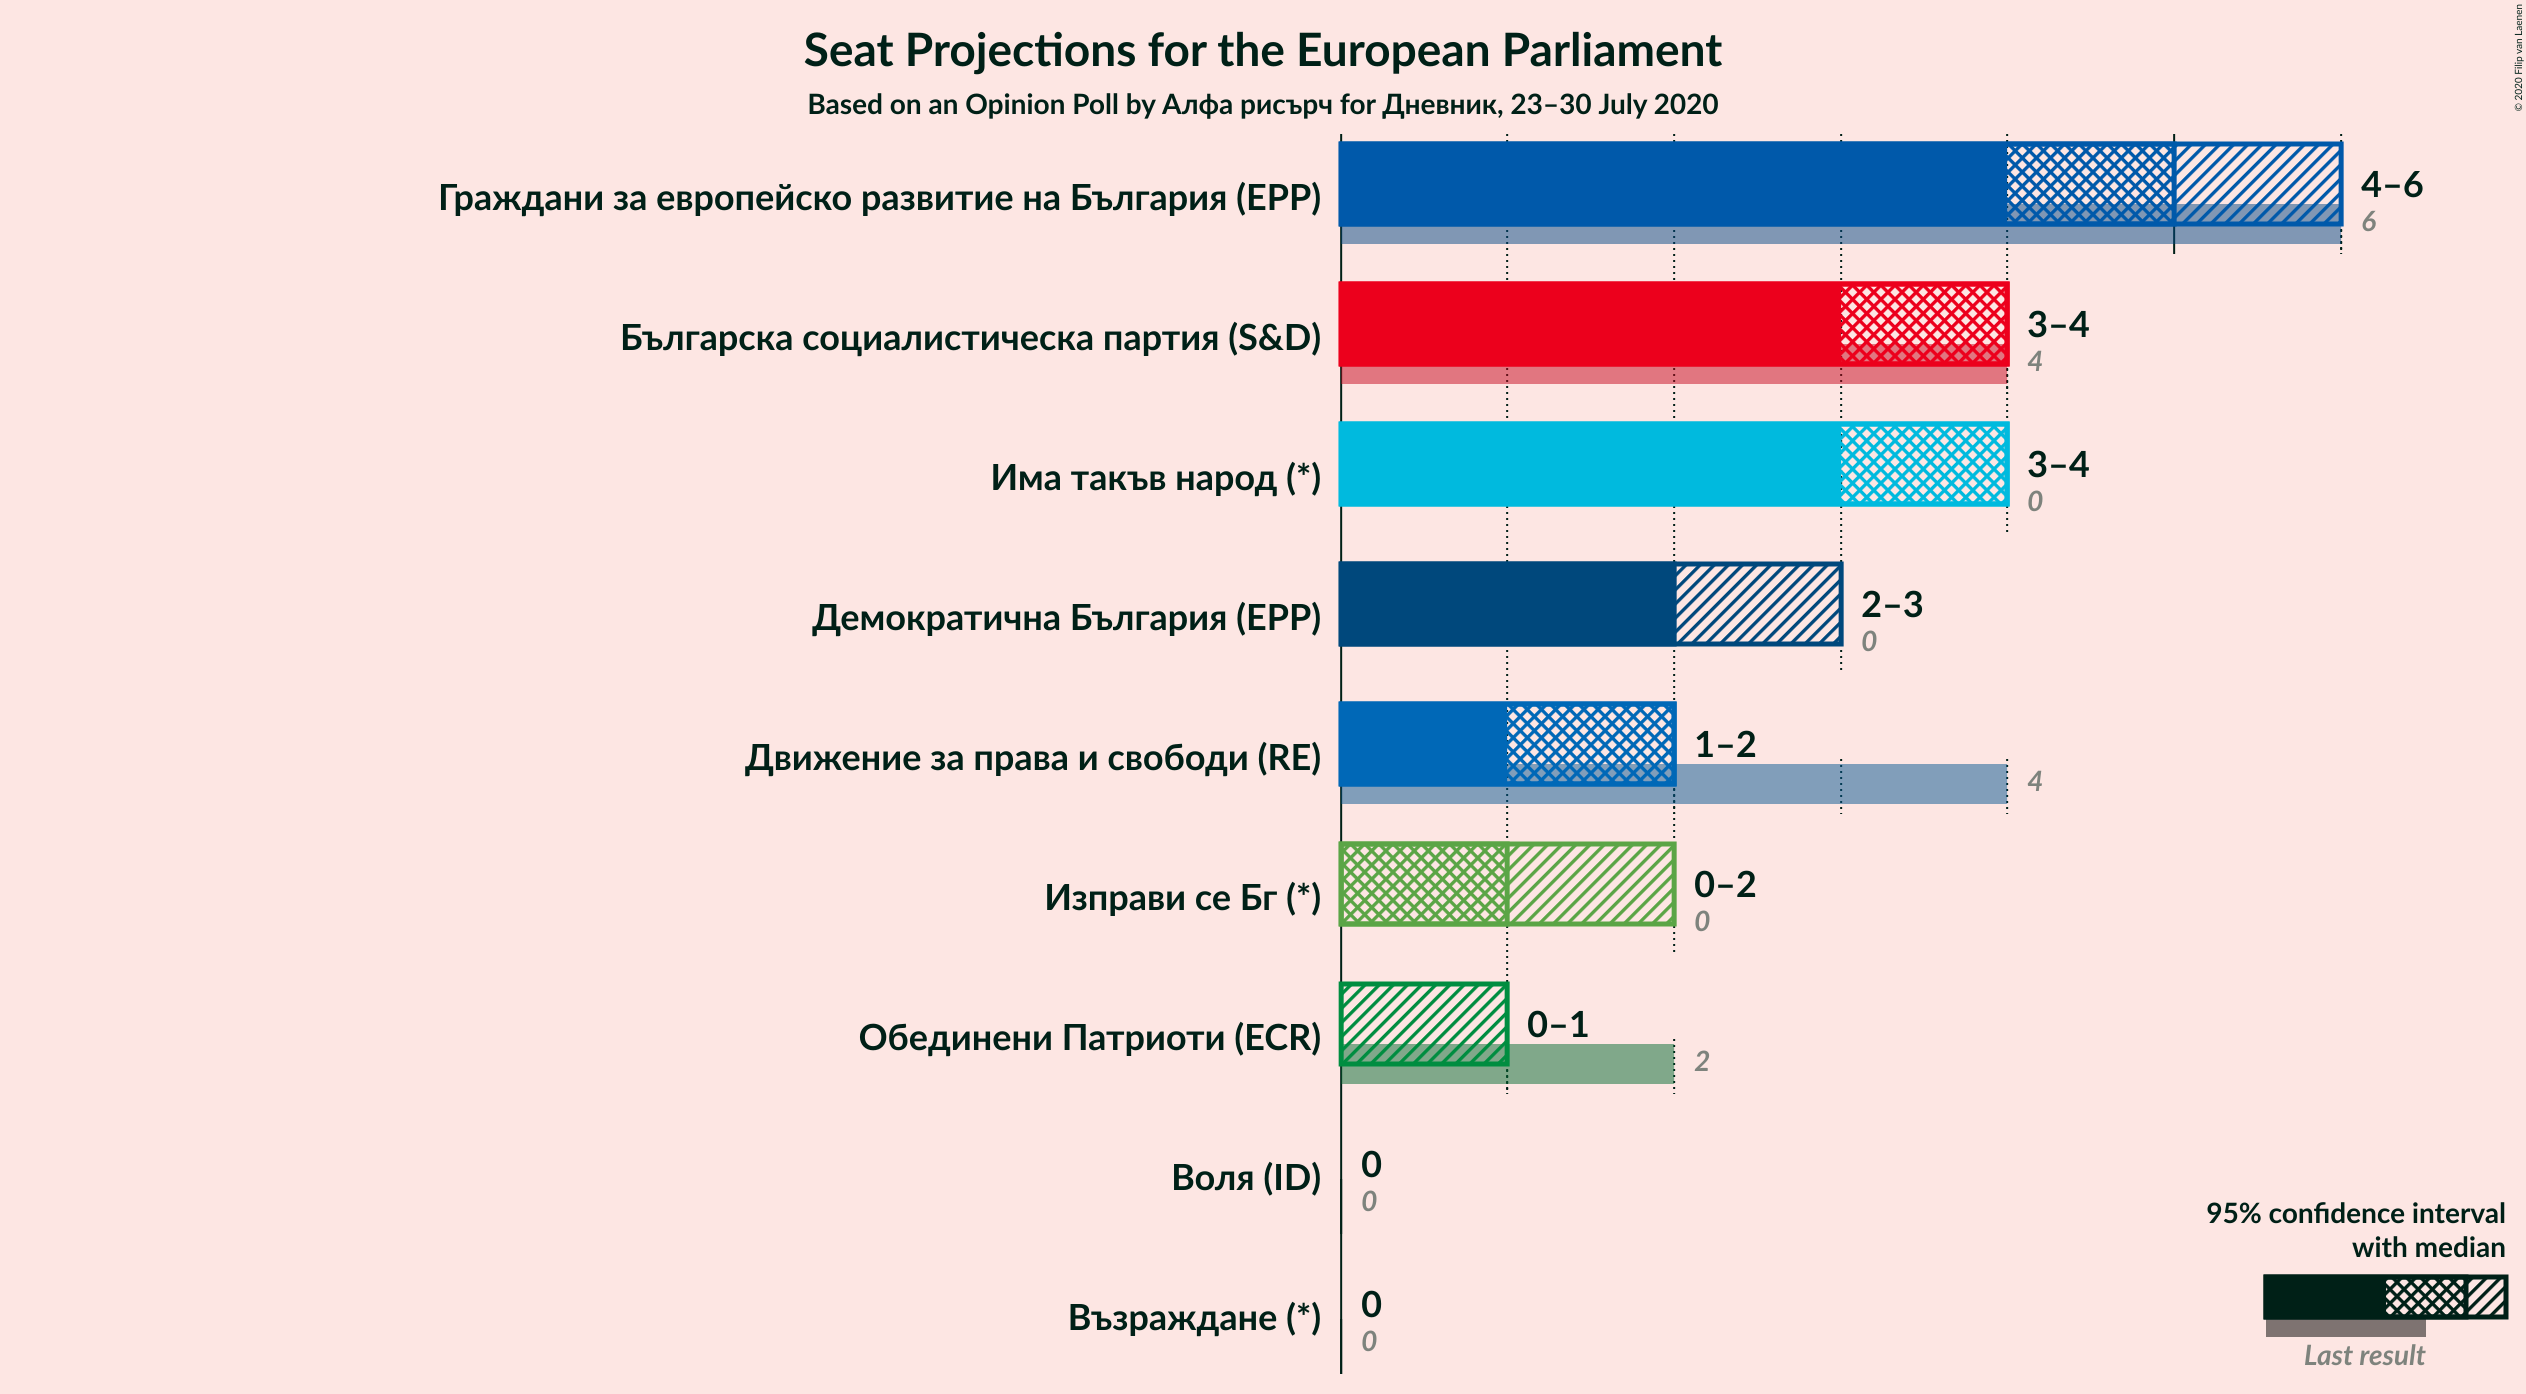 Seat Projections for the European Parliament
Based on an Opinion Poll by Алфа рисърч for Дневник, 23–30 July 2020
© 2020 Filip van Laenen
Граждани за европейско развитие на България (EPP)
4–6
6
Българска социалистическа партия (S&D)
3–4
4
Има такъв народ (*)
3–4
0
Демократична България (EPP)
2–3
0
Движение за права и свободи (RE)
1–2
4
Изправи се Бг (*)
0–2
0
Обединени Патриоти (ECR)
0–1
2
Воля (ID)
0
0
Възраждане (*)
0
0
95% confidence interval
with median
Last result